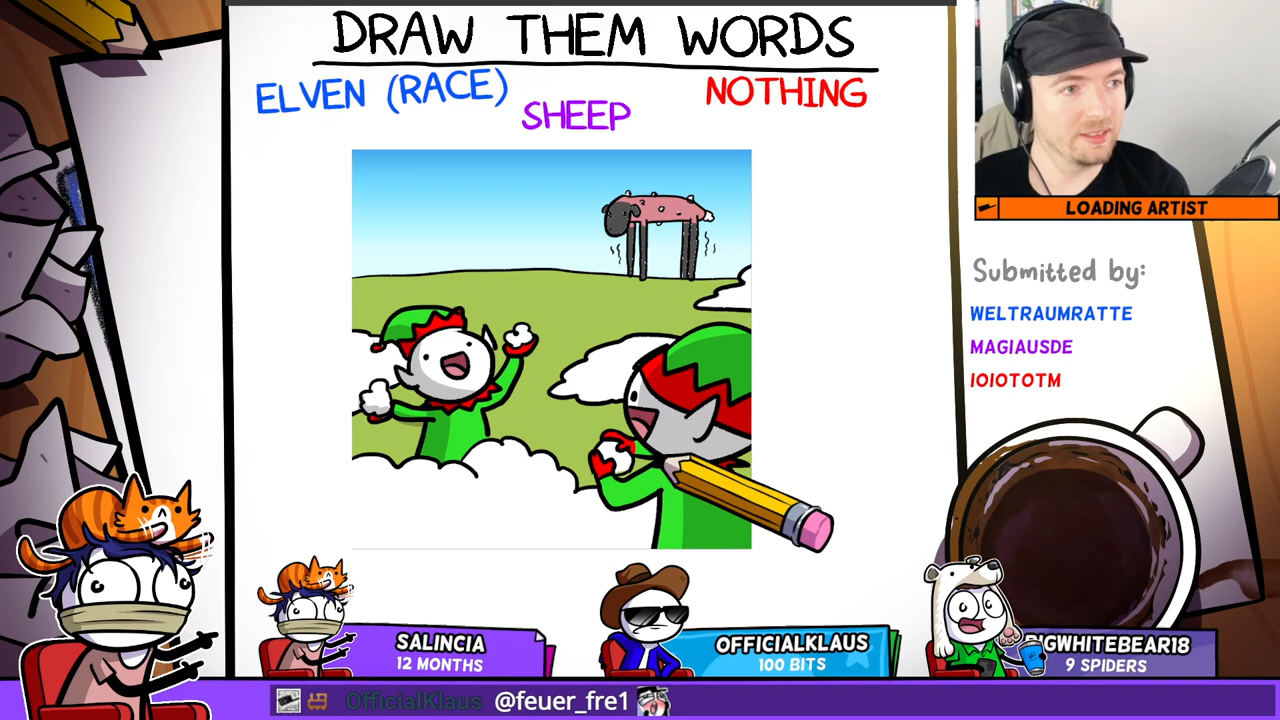 DRAW THEM WORDS
ELVEN (RACE)
NOTHING
SHEEP
LOADING ARTIST
Submitted by:
WELTRAUMRATTE
MAGIAUSDE
IOIOTOTM
SALINCIA
12 MONTHS
OFFICIALKLAUS
100 BITS
BIGWHITEBEAR18
9 SPIDERS
OfficialKlaus @feuer_fre1